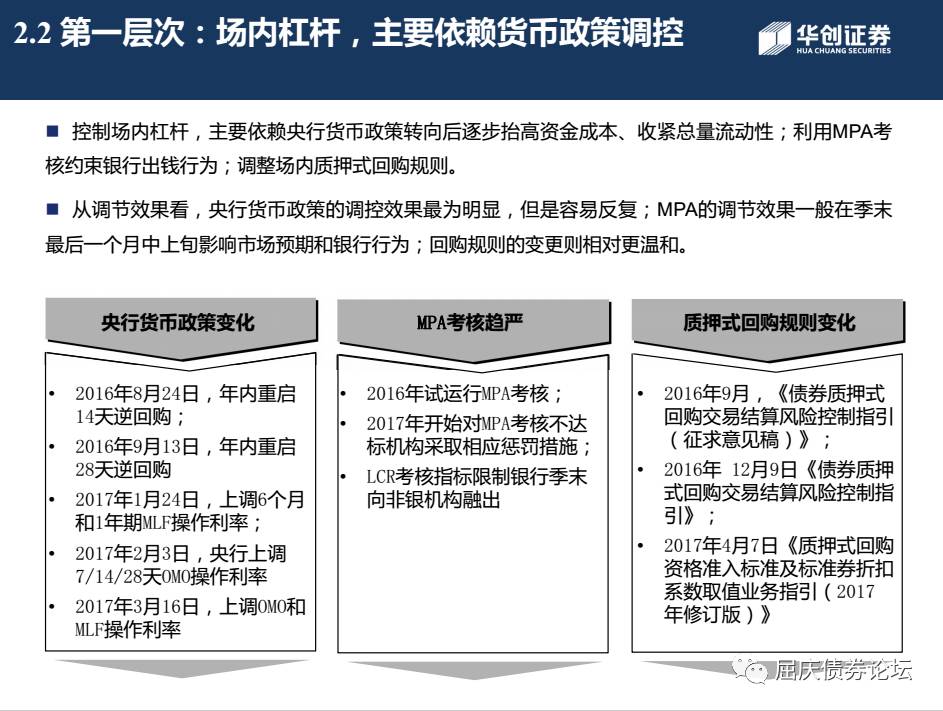 2.2 第一层次：场内杠杆，主要依赖货币政策调控
华创证券
HUA CHUANG SECURITIES
■ 控制场内杠杆，主要依赖央行货币政策转向后逐步抬高资金成本、收紧总量流动性；利用MPA考
核约束银行出钱行为；调整场内质押式回购规则。
■ 从调节效果看，央行货币政策的调控效果最为明显，但是容易反复；MPA的调节效果一般在季末
最后一个月中上旬影响市场预期和银行行为；回购规则的变更则相对更温和。
央行货币政策变化
• 2016年8月24日，年内重启
14天逆回购；
• 2016年9月13日，年内重启
28天逆回购
• 2017年1月24日，上调6个月
和1年期MLF操作利率；
• 2017年2月3日，央行上调
7/14/28天OMO操作利率
• 2017年3月16日，上调OMO和
MLF操作利率
MPA考核趋严
• 2016年试运行MPA考核；
• 2017年开始对MPA考核不达
标机构采取相应惩罚措施；
• LCR考核指标限制银行季末
向非银机构融出
质押式回购规则变化
• 2016年9月，《债券质押式
回购交易结算风险控制指引
（征求意见稿）》；
• 2016年 12月9日《债券质押
式回购交易结算风险控制指
引》；
• 2017年4月7日《质押式回购
资格准入标准及标准券折扣
系数取值业务指引（2017
年修订版）》
屈庆债券论坛